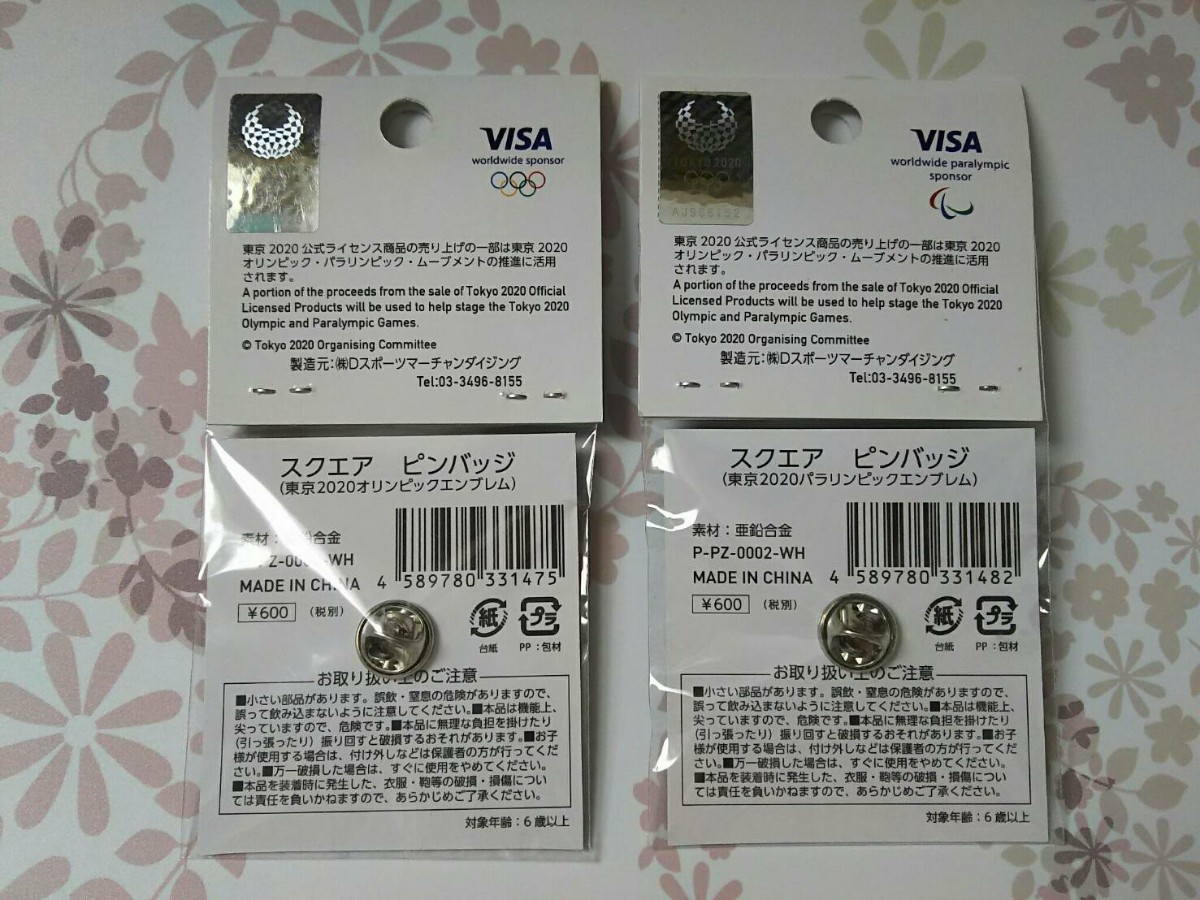 VISA
worldwide sponsor
東京 2020 公式ライセンス商品の売り上げの一部は東京 2020
オリンピック・パラリンピック・ムーブメントの推進に活用
されます。
A portion of the proceeds from the sale of Tokyo 2020 Official
Licensed Products will be used to help stage the Tokyo 2020
Olympic and Paralympic Games.
© Tokyo 2020 Organising Committee
製造元:㈱Dスポーツマーチャンダイジング
Tel:03-3496-8155
スクエア ピンバッジ
(東京2020オリンピックエンブレム)
素材: 鉛合金
-WH
MADE IN CHINA
4 589780 331475
¥600 (税別)
紙 プラ
台紙 PP:包材
お取り扱い上のご注意
■小さい部品があります。誤飲・窒息の危険がありますので、
誤って飲み込まないように注意してください。■本品は機能上、
尖っていますので、危険です。■本品に無理な負担を掛けたり
(引っ張ったり)振り回すと破損するおそれがあります。■お子
様が使用する場合は、付け外しなどは保護者の方が行ってくだ
さい。■万一破損した場合は、すぐに使用をやめてください。
■本品を装着時に発生した、衣服・鞄等の破損・損傷につい
ては責任を負いかねますので、あらかじめご了承ください。
対象年齢:6歳以上
TOKYO 2020
VISA
worldwide paralympic
sponsor
東京 2020 公式ライセンス商品の売り上げの一部は東京 2020
オリンピック・パラリンピック・ムーブメントの推進に活用
されます。
A portion of the proceeds from the sale of Tokyo 2020 Official
Licensed Products will be used to help stage the Tokyo 2020
Olympic and Paralympic Games.
© Tokyo 2020 Organising Committee
製造元:㈱Dスポーツマーチャンダイジング
Tel:03-3496-8155
スクエア ピンバッジ
(東京2020パラリンピックエンブレム)
素材:亜鉛合金
P-PZ-0002-WH
MADE IN CHINA
4 589780 331482
¥600 (税別)
紙 プラ
台紙 PP:包材
お取り扱い上のご注意
■小さい部品があります。誤飲・窒息の危険がありますので、
誤って飲み込まないように注意してください。■本品は機能上、
尖っていますので、危険です。■本品に無理な負担を掛けたり
(引っ張ったり)振り回すと破損するおそれがあります。■お子
様が使用する場合は、付け外しなどは保護者の方が行ってくだ
さい。■万一破損した場合は、すぐに使用をやめてください。
■本品を装着時に発生した、衣服・鞄等の破損・損傷につい
ては責任を負いかねますので、あらかじめご了承ください。
対象年齢:6歳以上